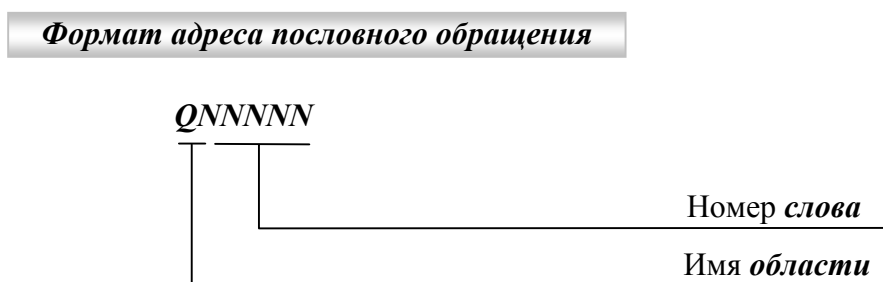 Формат адреса пословного обращения
QNNNNN
Номер слова
Имя области